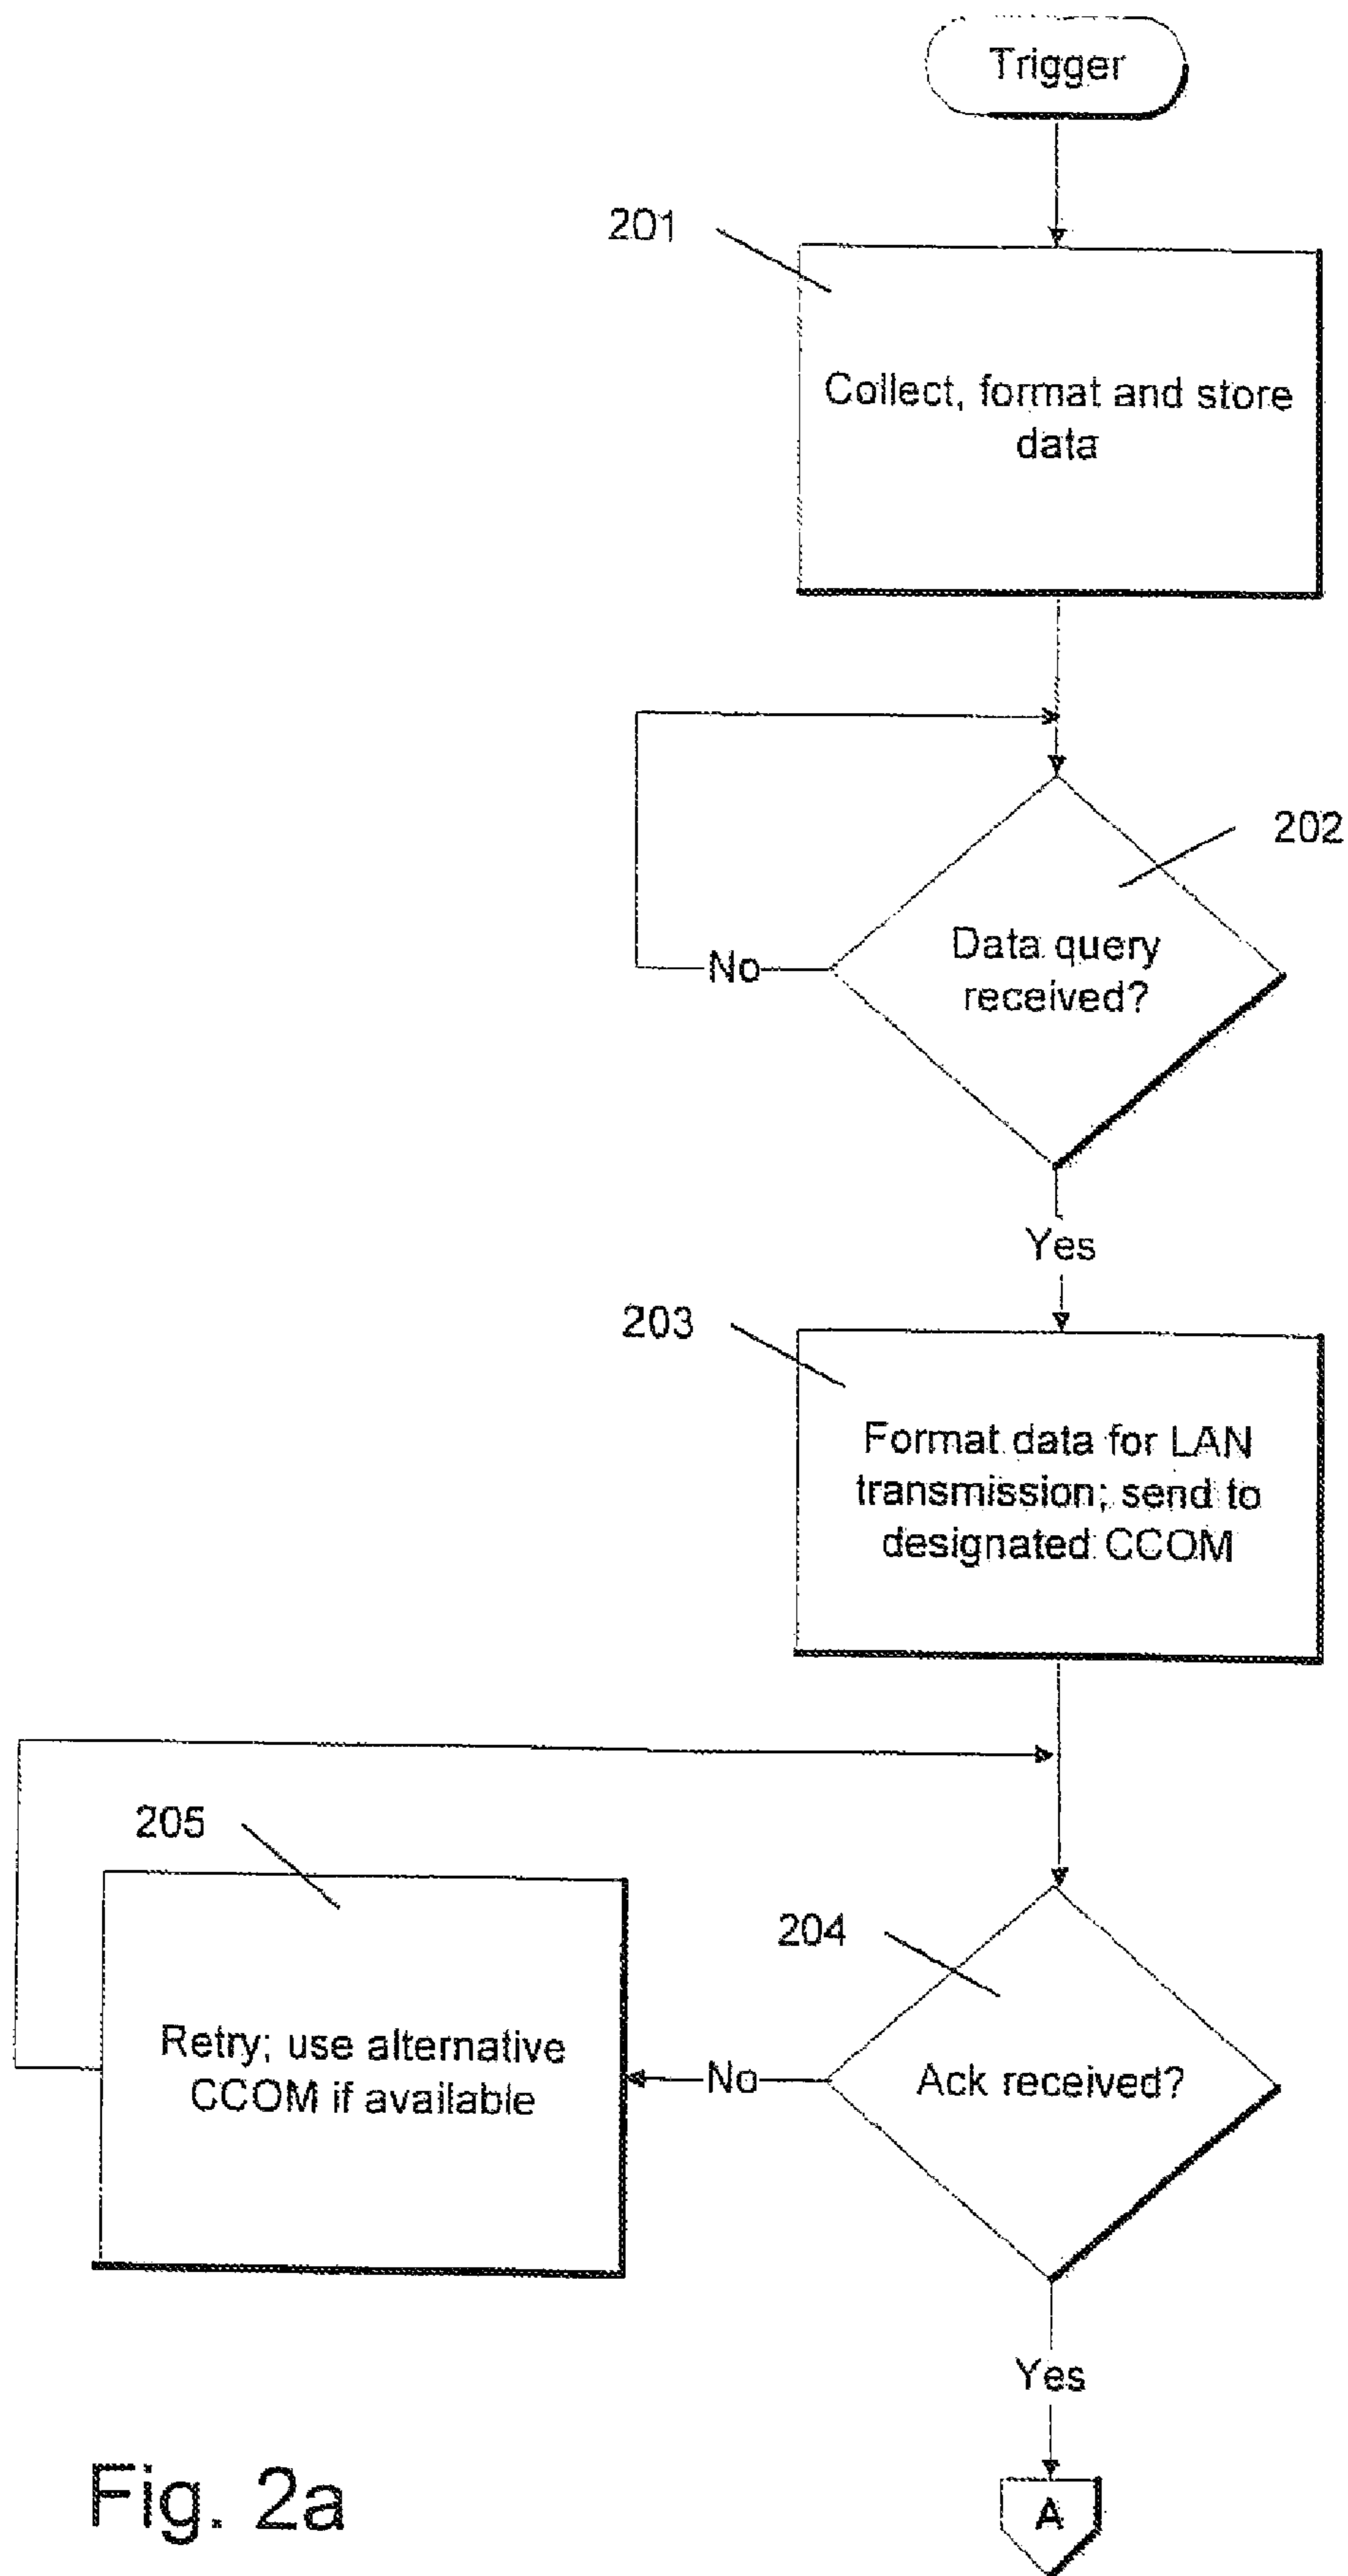 Trigger
201
Collect, format and store
data
202
Data query
received?
No
Yes
203
Format data for LAN
transmission; send to
designated CCOM
205
204
Retry; use alternative
CCOM if available
No
Ack received?
Yes
A
Fig. 2a